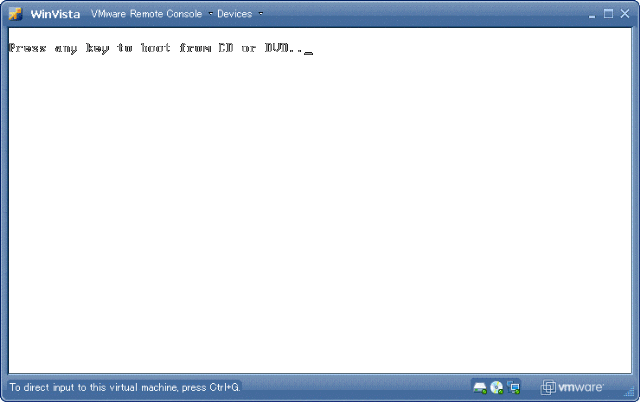 WinVista VMware Remote Console Devices
Press any key to boot from CD or DVD.._
To direct input to this virtual machine, press Ctrl+G.
vmware